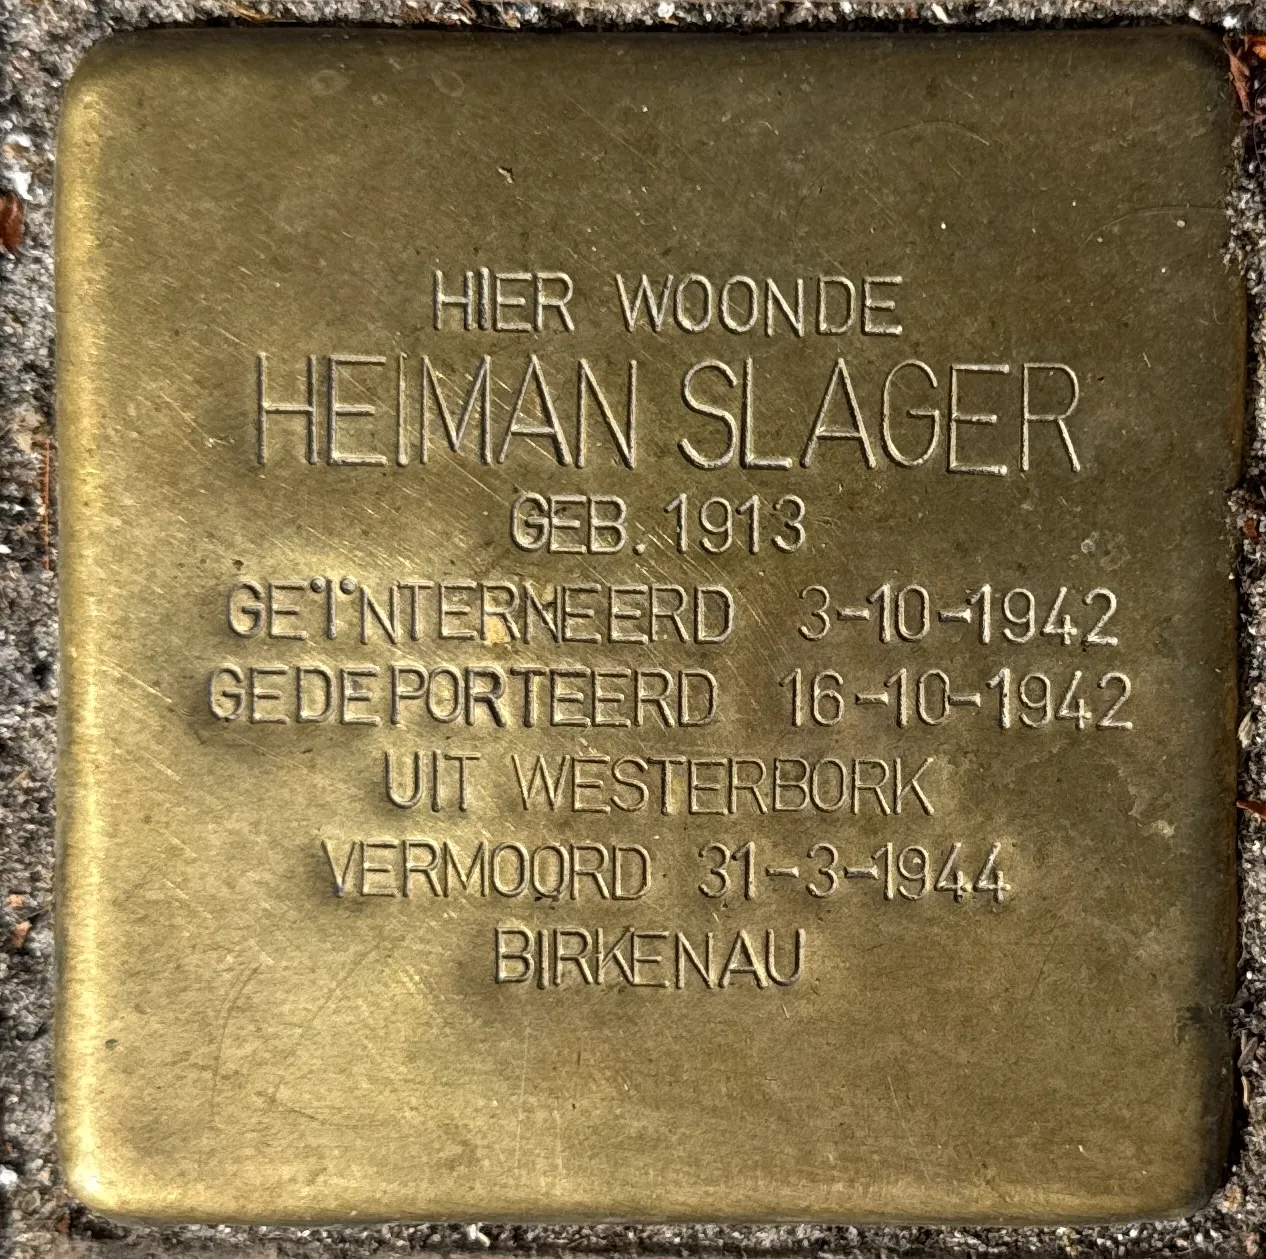 HIER WOONDE
HEIMAN SLAGER
GEB. 1913
GEÏNTERNEERD 3-10-1942
GEDEPORTEERD 16-10-1942
UIT WESTERBORK
VERMOORD 31-3-1944
BIRKENAU